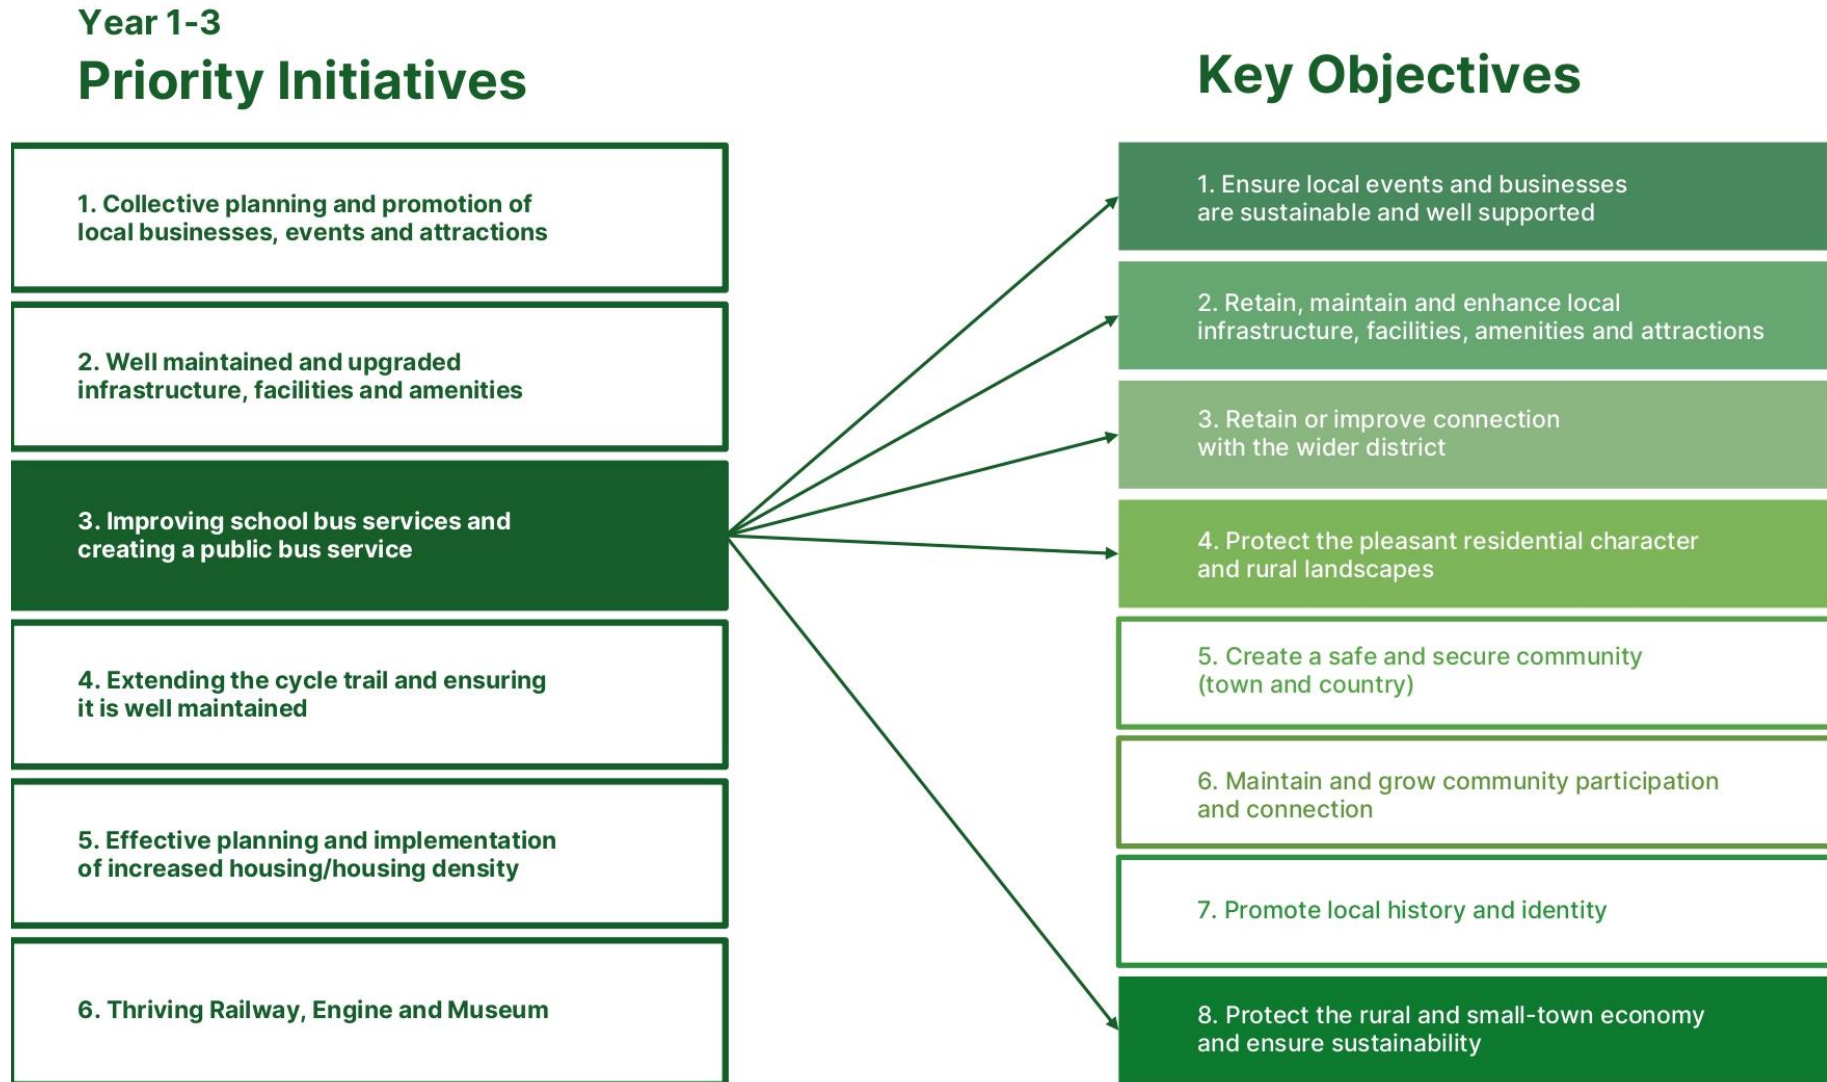 Year 1-3
Priority Initiatives
1. Collective planning and promotion of
local businesses, events and attractions
2. Well maintained and upgraded
infrastructure, facilities and amenities
3. Improving school bus services and
creating a public bus service
4. Extending the cycle trail and ensuring
it is well maintained
5. Effective planning and implementation
of increased housing/housing density
6. Thriving Railway, Engine and Museum
Key Objectives
1. Ensure local events and businesses
are sustainable and well supported
2. Retain, maintain and enhance local
infrastructure, facilities, amenities and attractions
3. Retain or improve connection
with the wider district
4. Protect the pleasant residential character
and rural landscapes
5. Create a safe and secure community
(town and country)
6. Maintain and grow community participation
and connection
7. Promote local history and identity
8. Protect the rural and small-town economy
and ensure sustainability